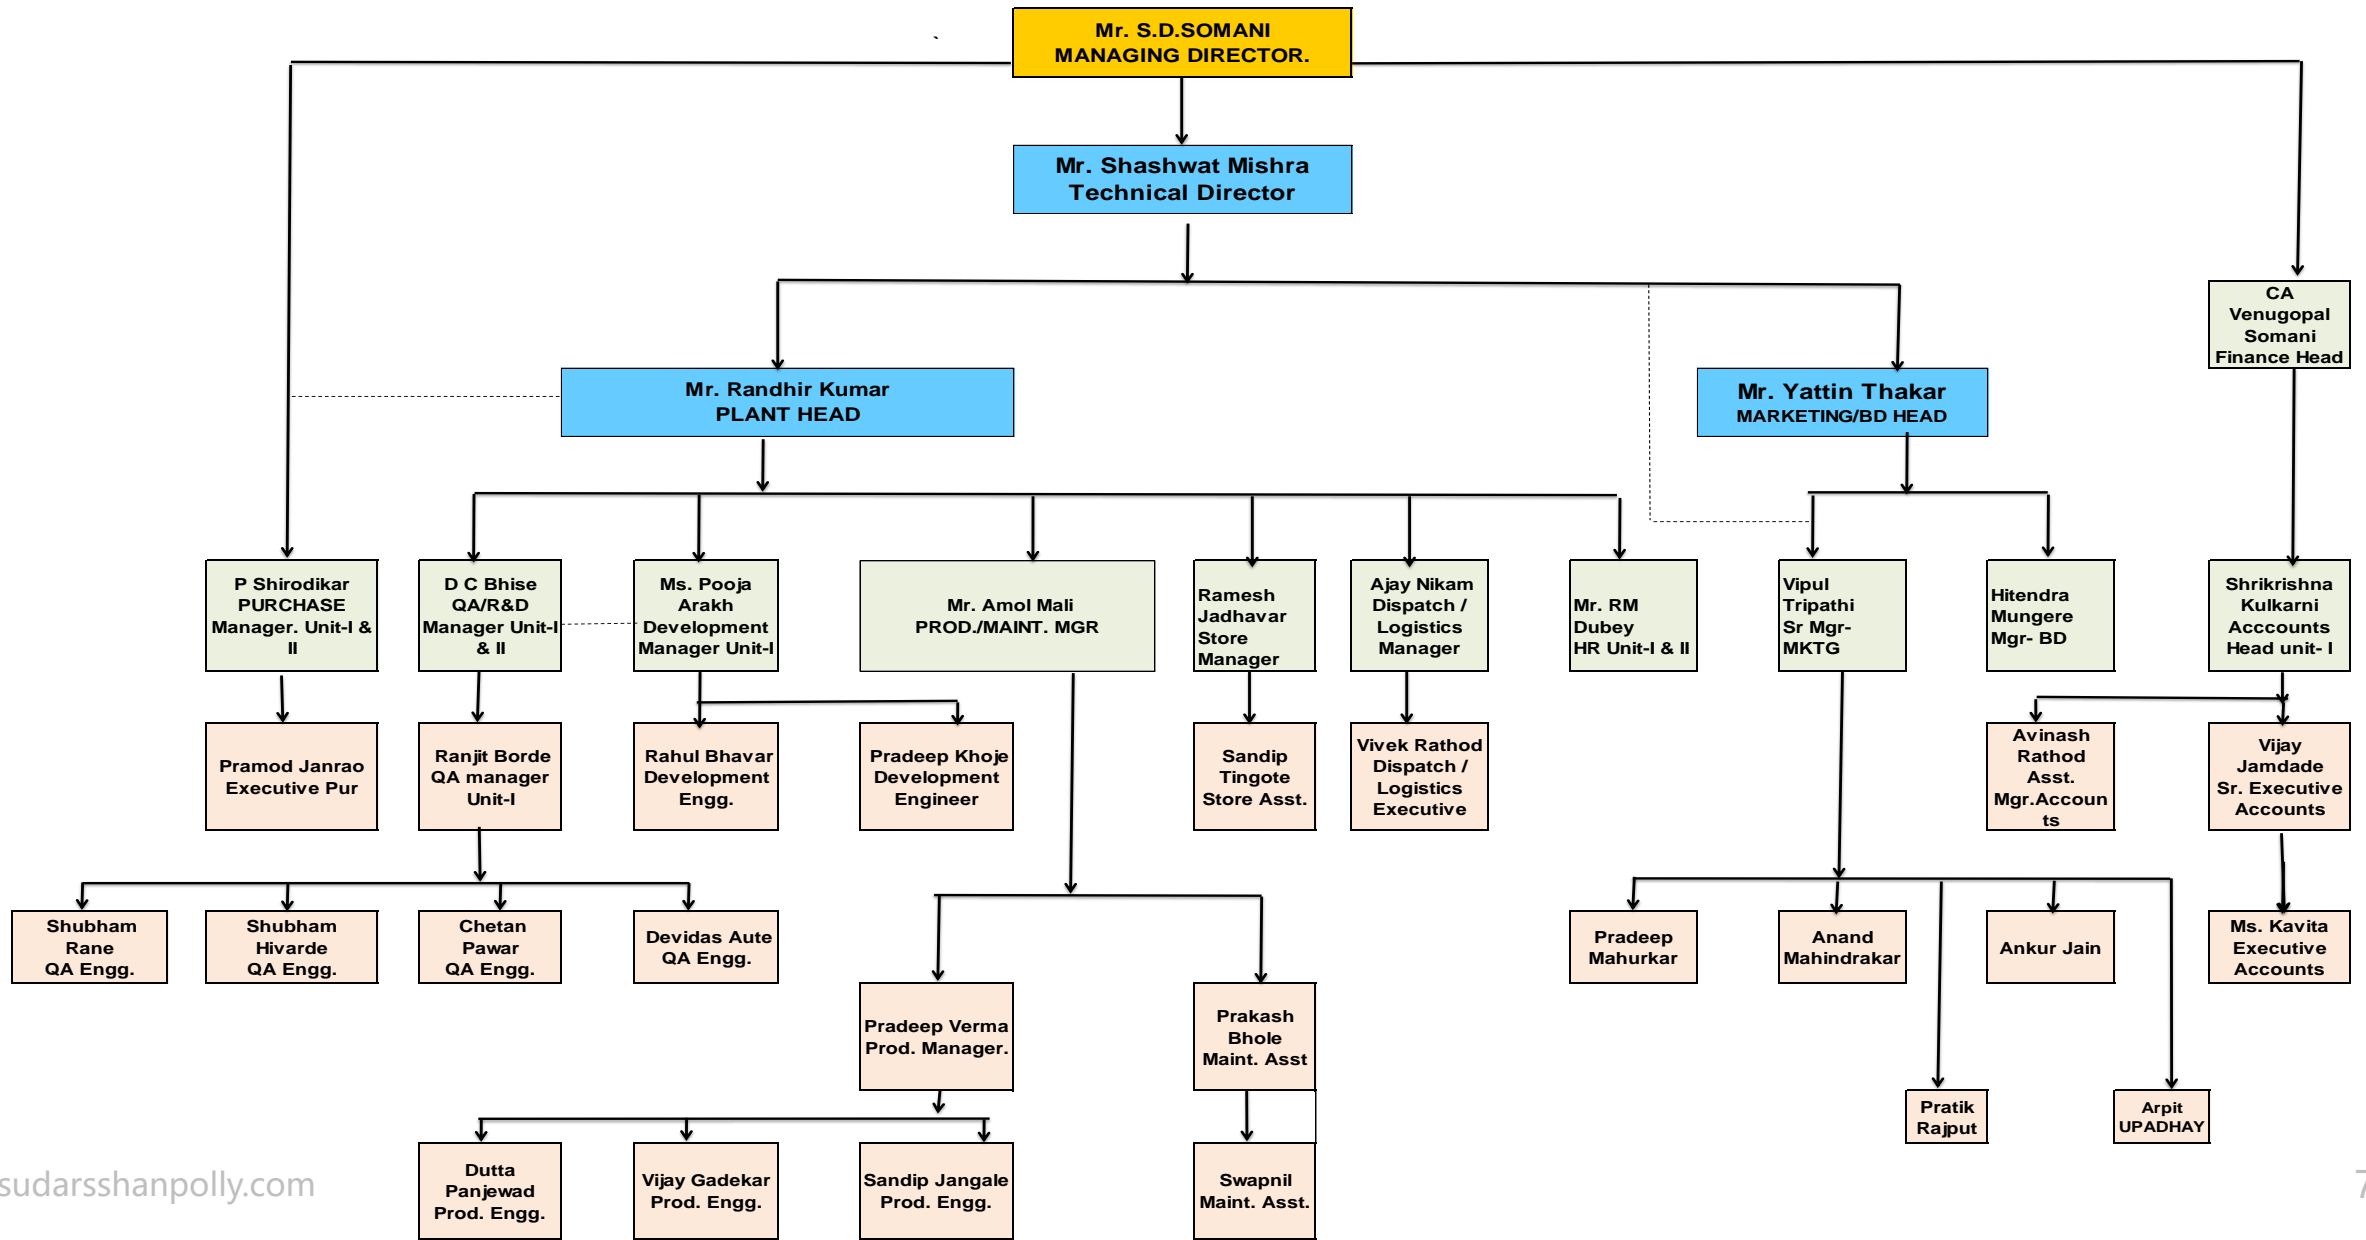 Mr. S.D.SOMANI
MANAGING DIRECTOR.
Mr. Shashwat Mishra
Technical Director
CA
Venugopal
Somani
Finance Head
Mr. Randhir Kumar
PLANT HEAD
Mr. Yattin Thakar
MARKETING/BD HEAD
P Shirodikar
PURCHASE
Manager. Unit-I &
II
D C Bhise
QA/R&D
Manager Unit-I
& II
Ms. Pooja
Arakh
Development
Manager Unit-I
Mr. Amol Mali
PROD./MAINT. MGR
Ramesh
Jadhavar
Store
Manager
Ajay Nikam
Dispatch /
Logistics
Manager
Mr. RM
Dubey
HR Unit-I & II
Vipul
Tripathi
Sr Mgr-
MKTG
Hitendra
Mungere
Mgr- BD
Shrikrishna
Kulkarni
Acccounts
Head unit- I
Pramod Janrao
Executive Pur
Ranjit Borde
QA manager
Unit-I
Rahul Bhavar
Development
Engg.
Pradeep Khoje
Development
Engineer
Sandip
Tingote
Store Asst.
Vivek Rathod
Dispatch /
Logistics
Executive
Avinash
Rathod
Asst.
Mgr.Accoun
ts
Vijay
Jamdade
Sr. Executive
Accounts
Shubham
Rane
QA Engg.
Shubham
Hivarde
QA Engg.
Chetan
Pawar
QA Engg.
Devidas Aute
QA Engg.
Pradeep
Mahurkar
Anand
Mahindrakar
Ankur Jain
Ms. Kavita
Executive
Accounts
Pradeep Verma
Prod. Manager.
Prakash
Bhole
Maint. Asst
Pratik
Rajput
Arpit
UPADHAY
Dutta
Panjewad
Prod. Engg.
Vijay Gadekar
Prod. Engg.
Sandip Jangale
Prod. Engg.
Swapnil
Maint. Asst.
sudarsshanpolly.com
7